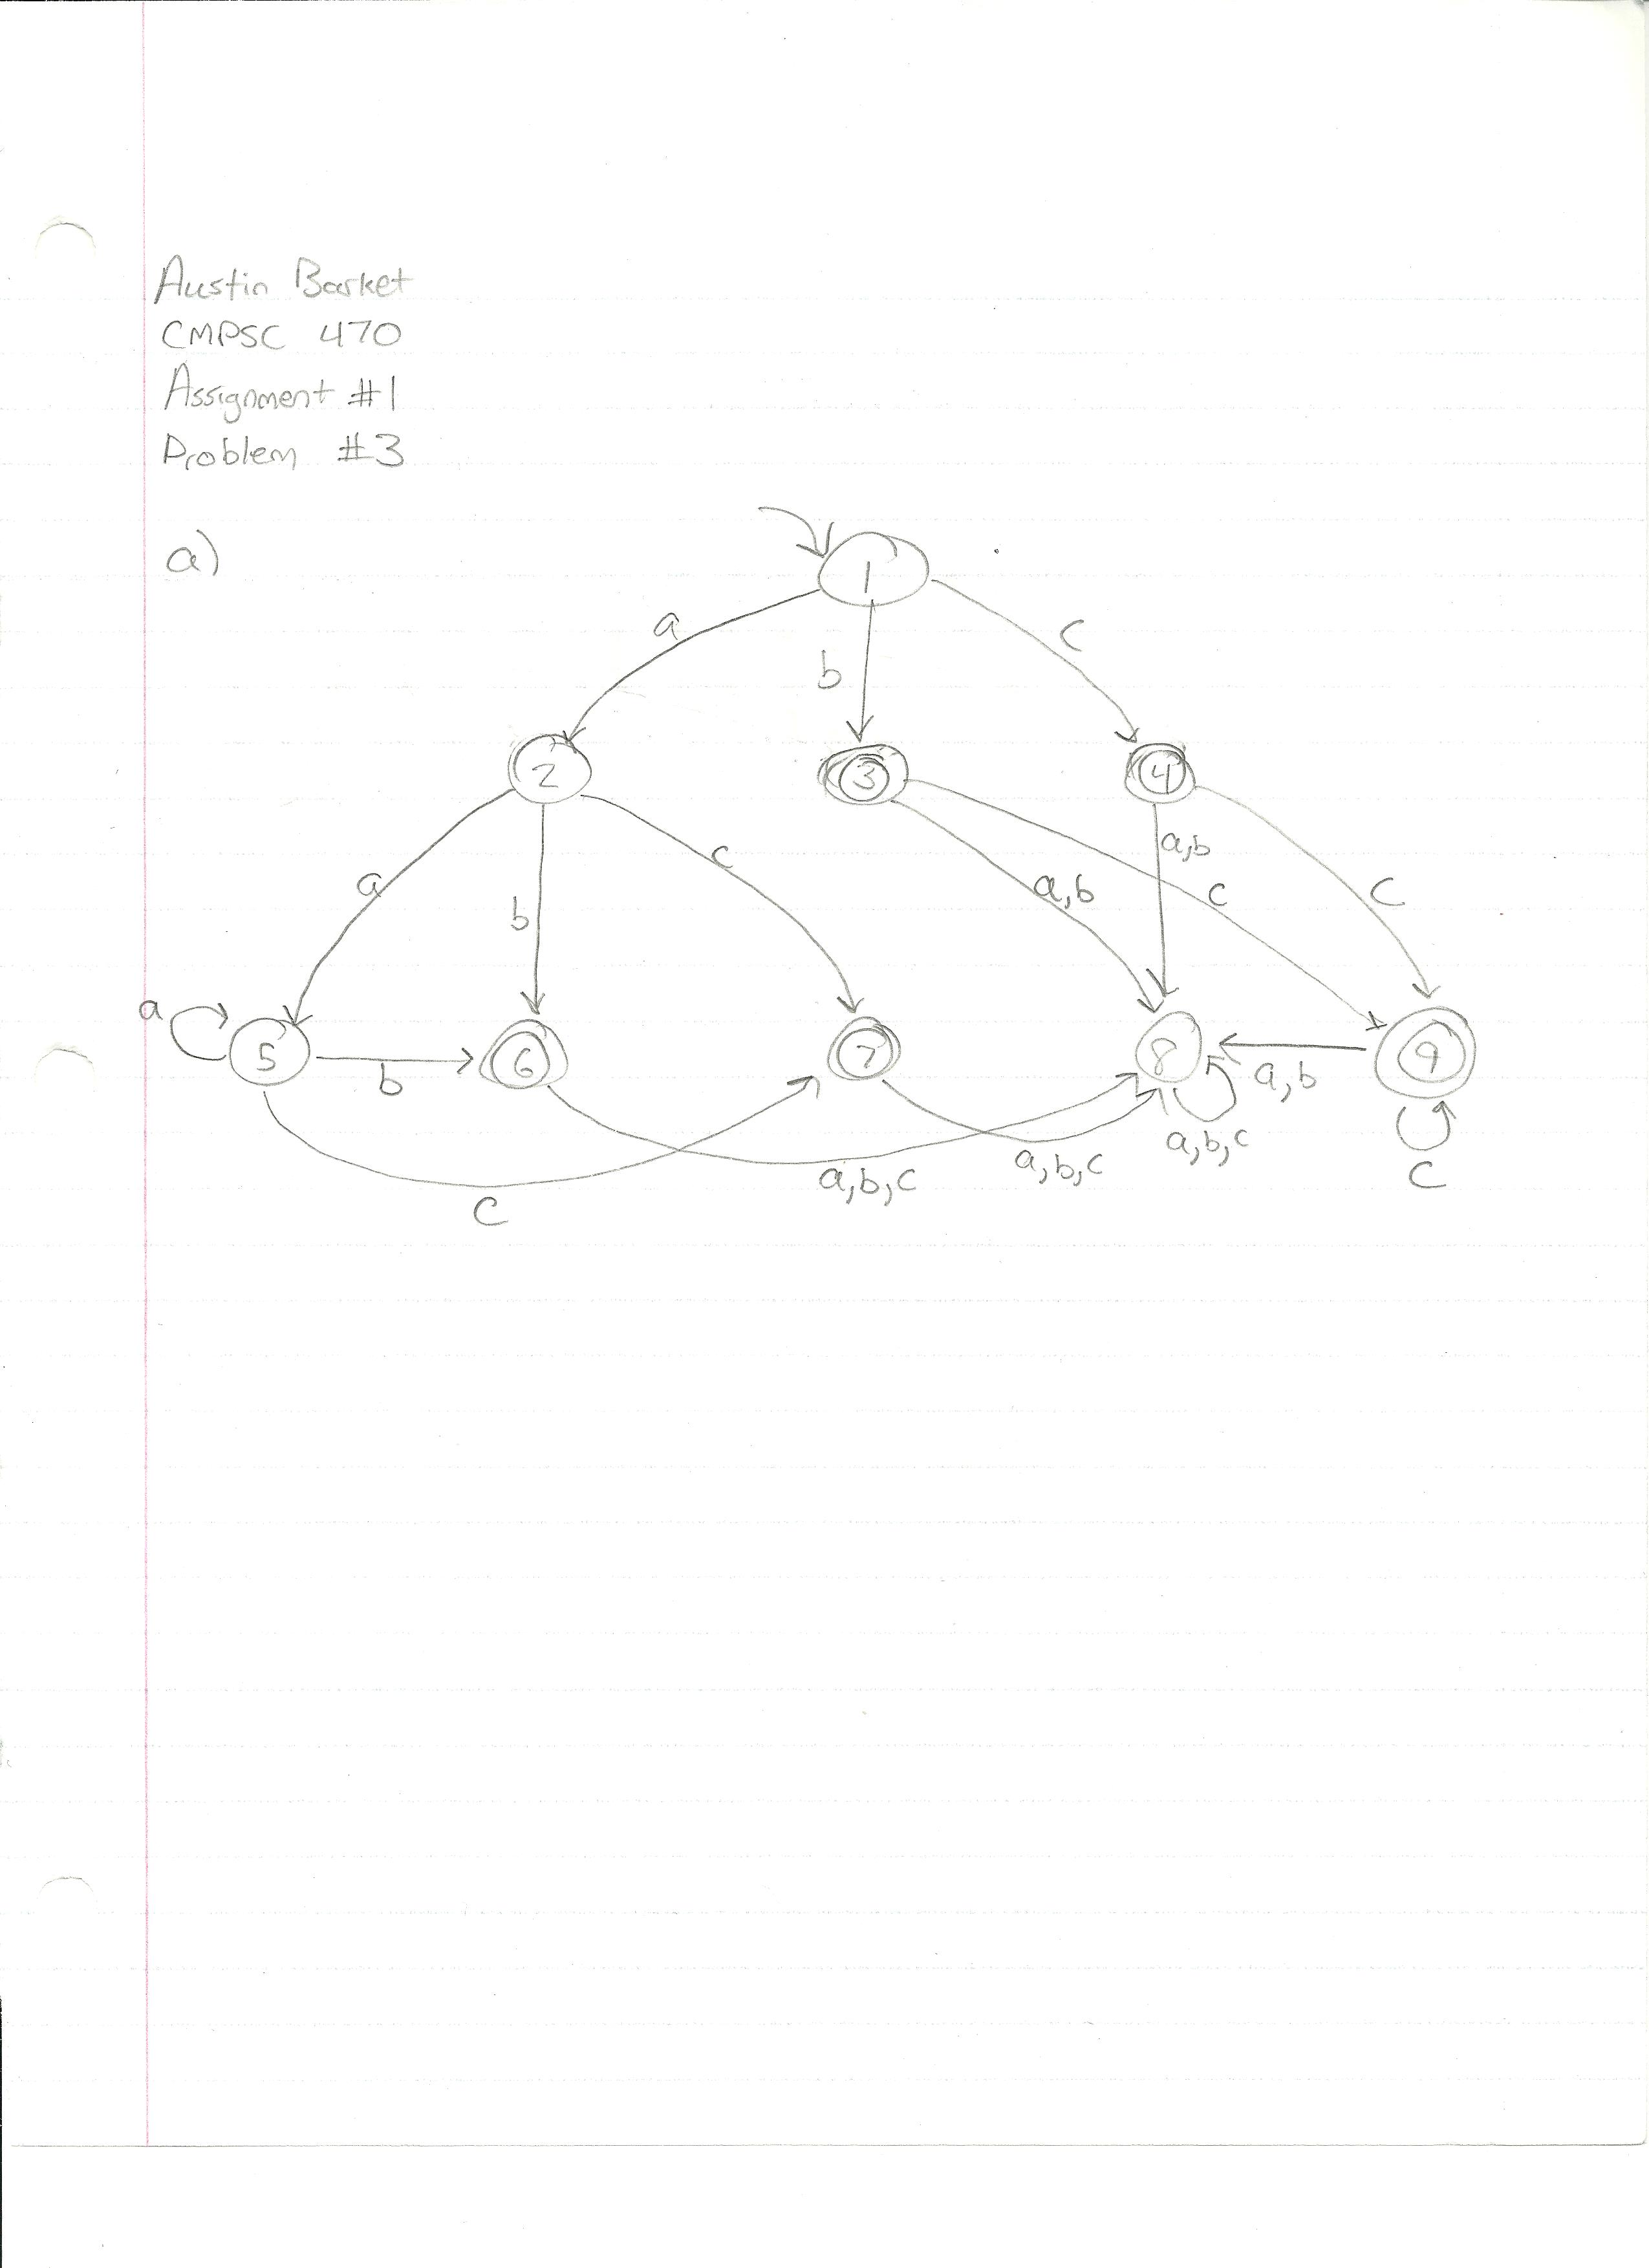 Austin Barket
CMPSC 470
Assignment #1
Problem #3
a)
1
a
b
c
2
3
4
a
b
c
a,b
c
a,b
c
a
5
b
6
7
8
a,b
9
c
a,b,c
a,b,c
a,b,c
c